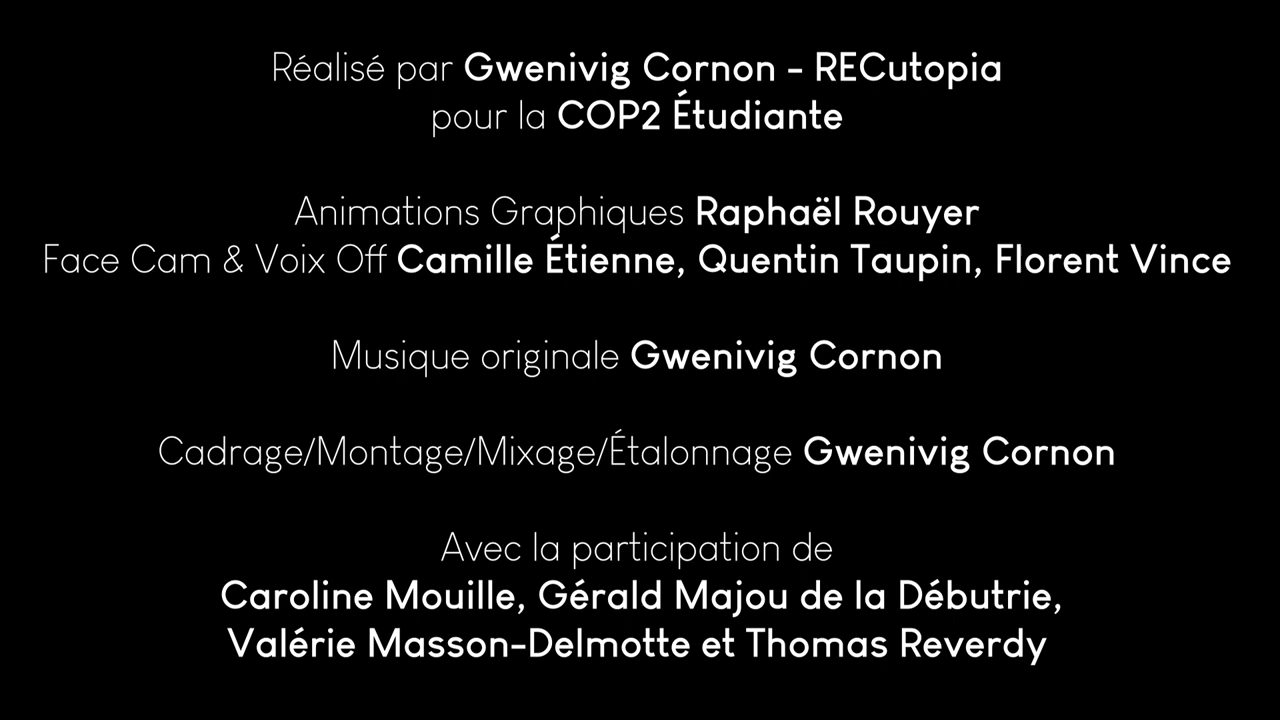 Réalisé par Gwenivig Cornon - RECutopia
pour la COP2 Étudiante
Animations Graphiques Raphaël Rouyer
Face Cam & Voix Off Camille Étienne, Quentin Taupin, Florent Vince
Musique originale Gwenivig Cornon
Cadrage/Montage/Mixage/Étalonnage Gwenivig Cornon
Avec la participation de
Caroline Mouille, Gérald Majou de la Débutrie,
Valérie Masson-Delmotte et Thomas Reverdy